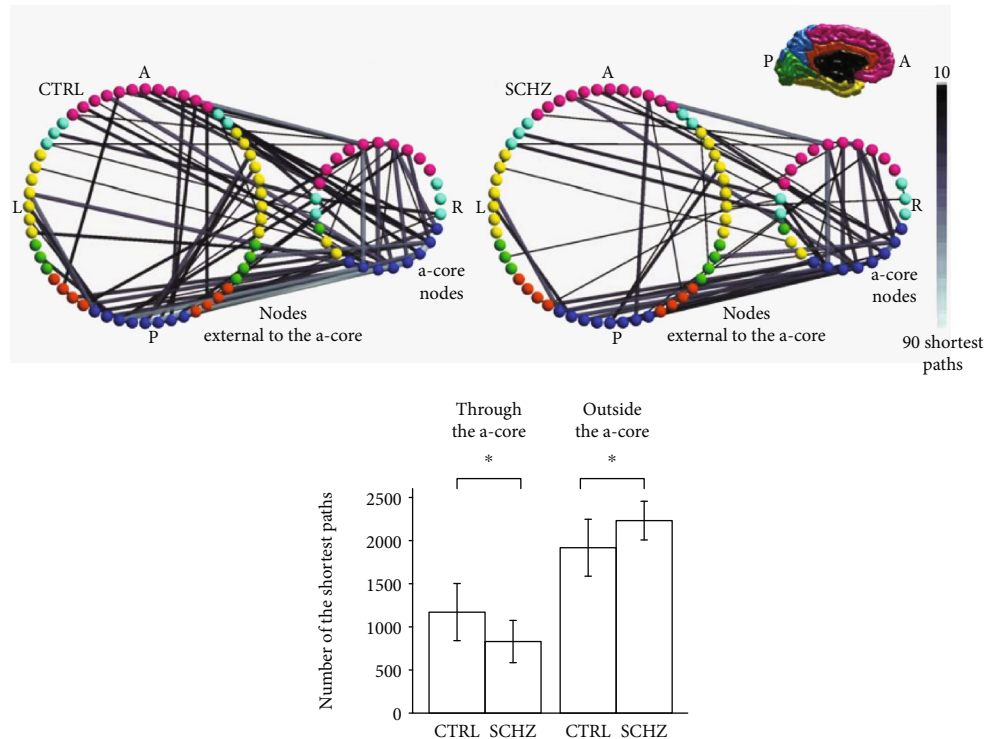 A
CTRL
L
R
a-core
nodes
Nodes
external to the a-core
P
A
SCHZ
L
R
a-core
nodes
Nodes
external to the a-core
P
P
A
10
90 shortest
paths
Through
the a-core
Outside
the a-core
*
*
Number of the shortest paths
2500
2000
1500
1000
500
0
CTRL SCHZ
CTRL SCHZ